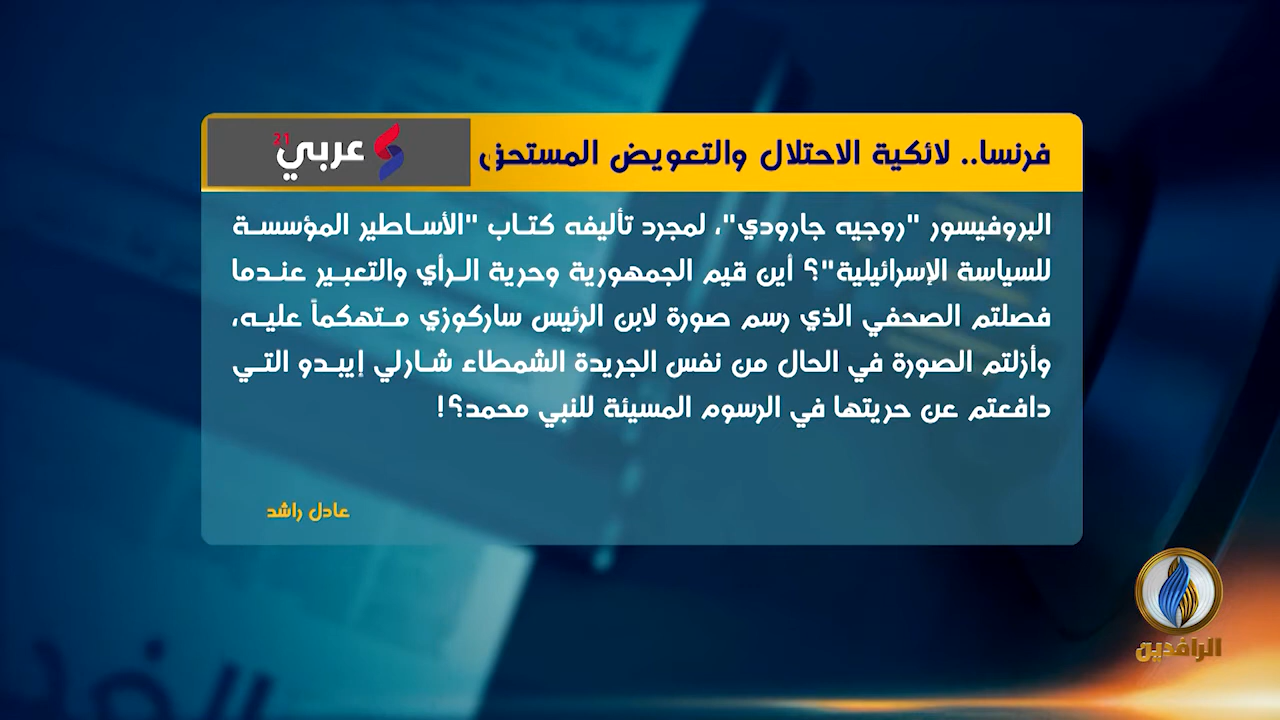 فرنسا.. لائكية الاحتلال والتعويض المستحق
عربي 21
البروفيسور "روجيه جارودي"، لمجرد تأليفه كتاب "الأساطير المؤسسة
للسياسة الإسرائيلية"؟ أين قيم الجمهورية وحرية الرأي والتعبير عندما
فصلتم الصحفي الذي رسم صورة لابن الرئيس ساركوزي متهكماً عليه،
وأزلتم الصورة في الحال من نفس الجريدة الشمطاء شارلي إيبدو التي
دافعتم عن حريتها في الرسوم المسيئة للنبي محمد؟!
عادل راشد
الرافدين